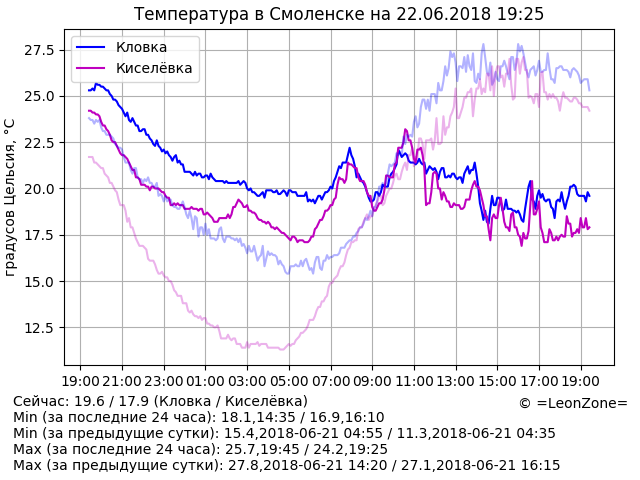 Температура в Смоленске на 22.06.2018 19:25
Кловка
Киселёвка
градусов Цельсия, °C
27.5
25.0
22.5
20.0
17.5
15.0
12.5
19:00 21:00 23:00 01:00 03:00 05:00 07:00 09:00 11:00 13:00 15:00 17:00 19:00
Сейчас: 19.6 / 17.9 (Кловка / Киселёвка)
© =LeonZone=
Min (за последние 24 часа): 18.1,14:35 / 16.9,16:10
Min (за предыдущие сутки): 15.4,2018-06-21 04:55 / 11.3,2018-06-21 04:35
Max (за последние 24 часа): 25.7,19:45 / 24.2,19:25
Max (за предыдущие сутки): 27.8,2018-06-21 14:20 / 27.1,2018-06-21 16:15